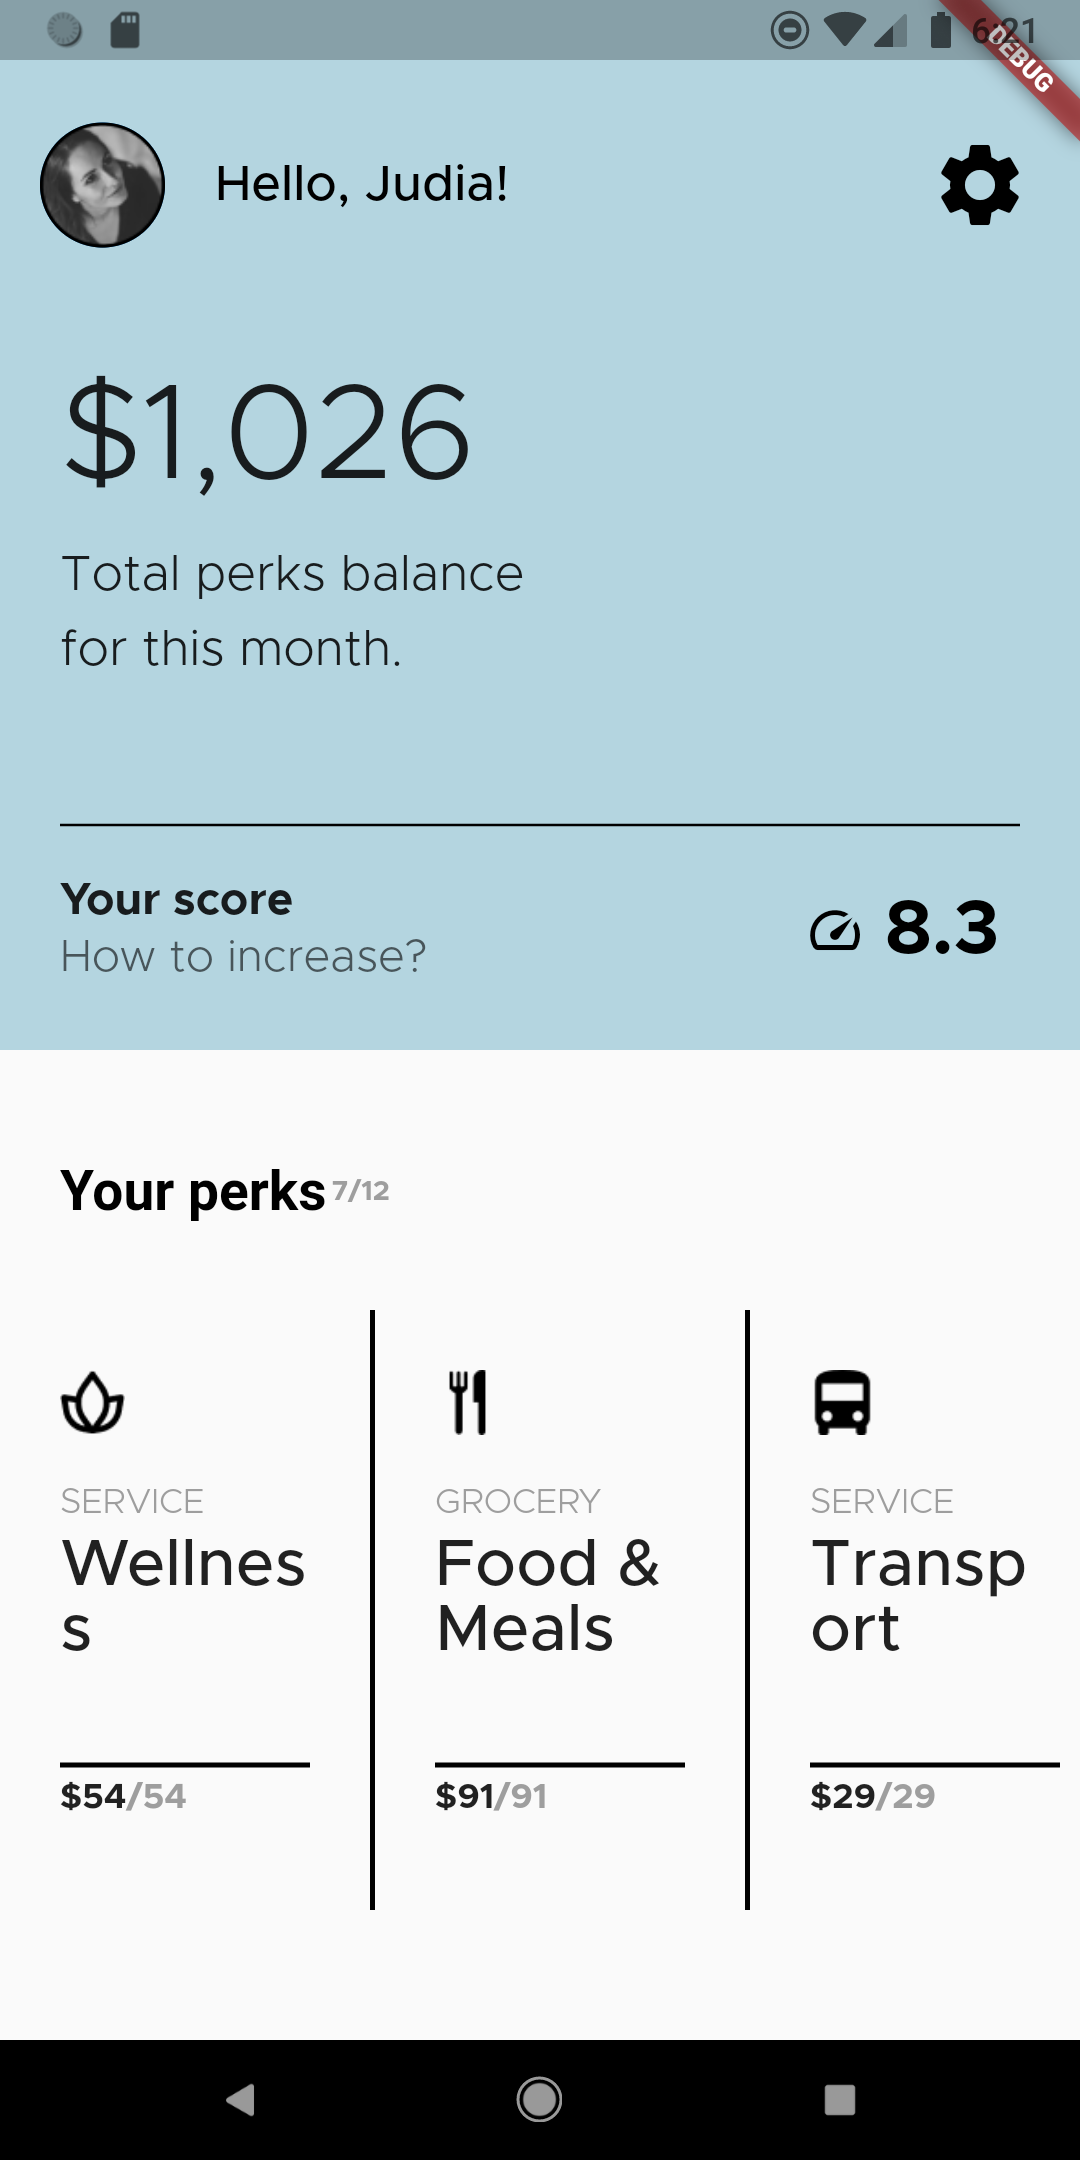 6:21
DEBUG
Hello, Judia!
$1,026
Total perks balance
for this month.
Your score
How to increase?
8.3
Your perks 7/12
SERVICE
Wellnes
s
$54/54
GROCERY
Food &
Meals
$91/91
SERVICE
Transp
ort
$29/29